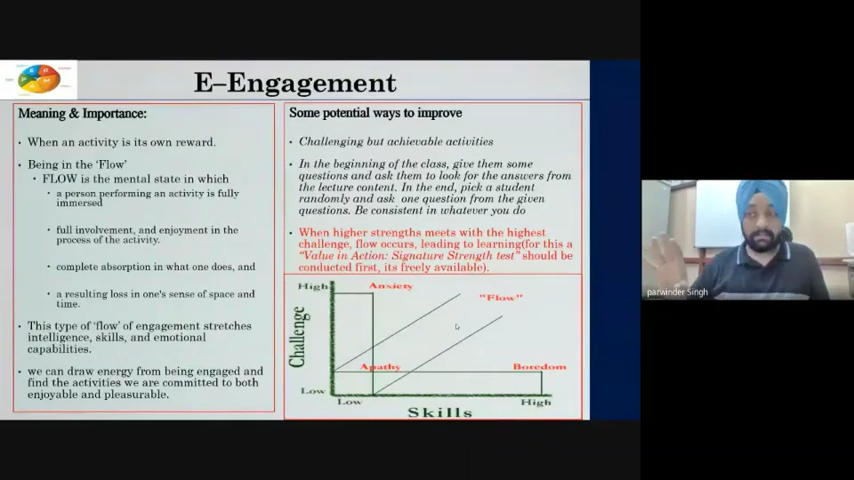 E–Engagement
Meaning & Importance:
• When an activity is its own reward.
• Being in the 'Flow'
• FLOW is the mental state in which
• a person performing an activity is fully
immersed
• full involvement, and enjoyment in the
process of the activity.
• complete absorption in what one does, and
• a resulting loss in one's sense of space and
time.
• This type of 'flow' of engagement stretches
intelligence, skills, and emotional
capabilities.
• we can draw energy from being engaged and
find the activities we are committed to both
enjoyable and pleasurable.
Some potential ways to improve
• Challenging but achievable activities
• In the beginning of the class, give them some
questions and ask them to look for the answers from
the lecture content. In the end, pick a student
randomly and ask one question from the given
questions. Be consistent in whatever you do
• When higher strengths meets with the highest
challenge, flow occurs, leading to learning(for this a
"Value in Action: Signature Strength test" should be
conducted first, its freely available).
High
Anxiety
"Flow"
Challenge
Apathy
Boredom
Low
Low
High
Skills
parwinder Singh